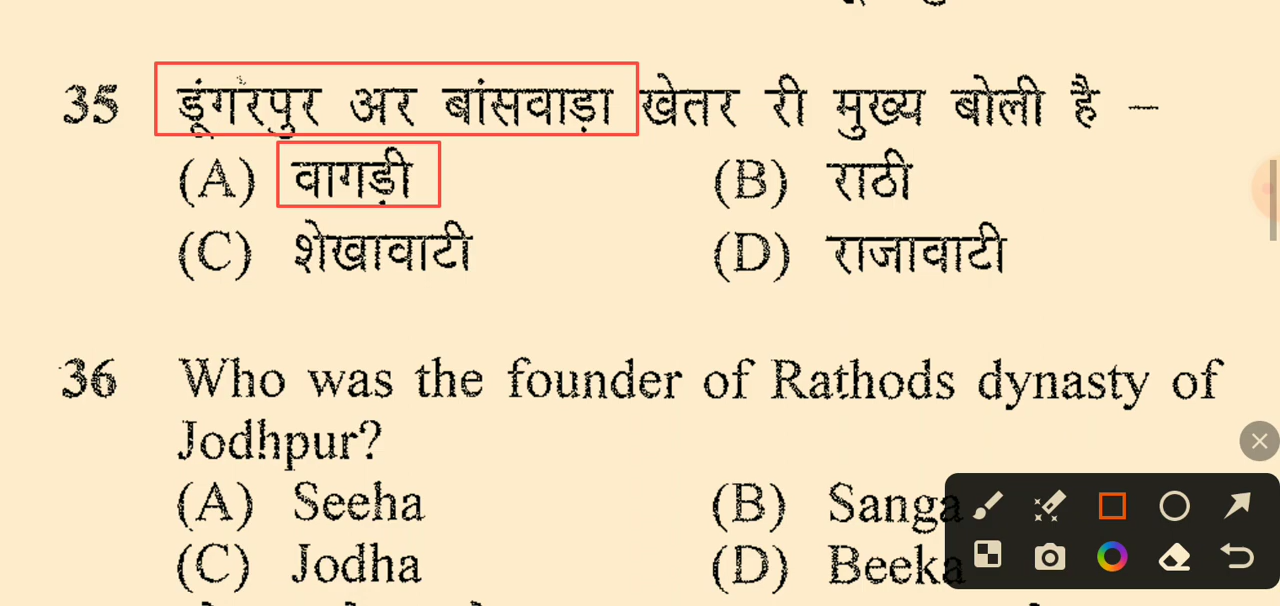 35 डूंगरपुर अर बांसवाड़ा खेतर री मुख्य बोली है –
(A) वागड़ी (B) राठी
(C) शेखावाटी (D) राजावाटी
36 Who was the founder of Rathods dynasty of
Jodhpur?
(A) Seeha (B) Sanga
(C) Jodha (D) Beeka